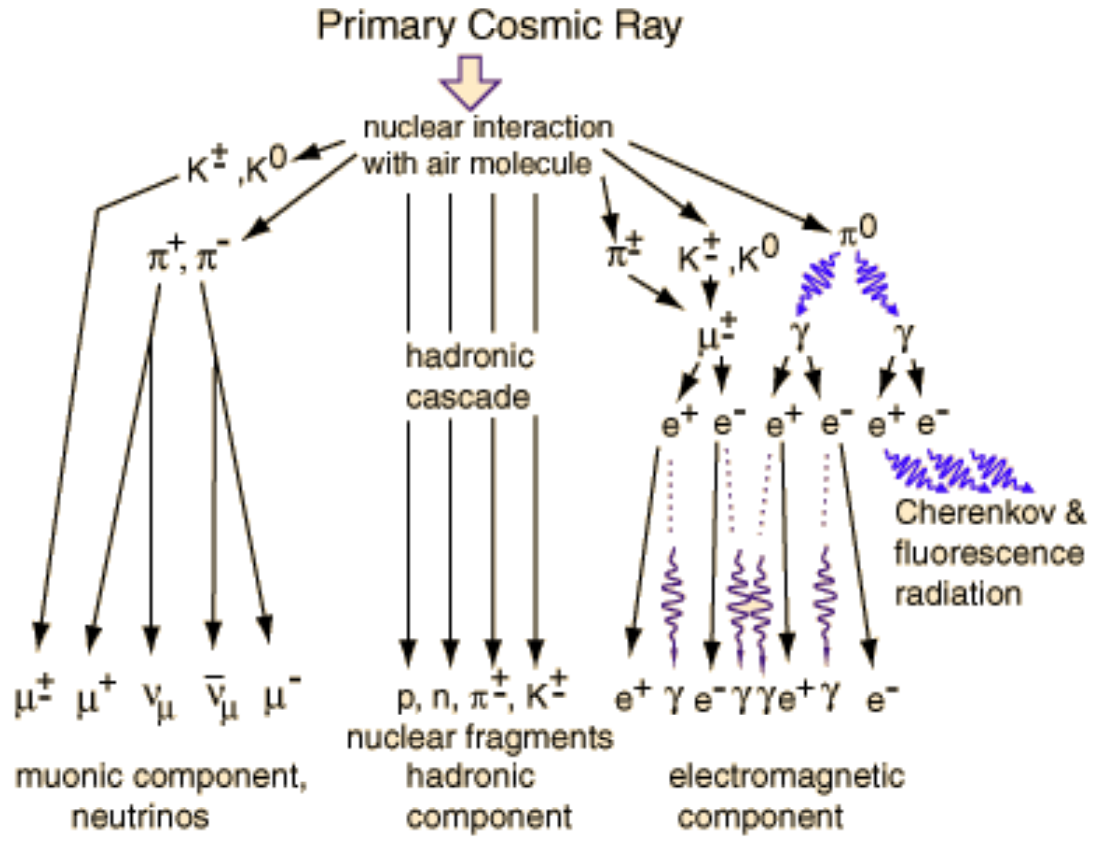 Primary Cosmic Ray
nuclear interaction
with air molecule
K± ,K⁰
π⁺, π⁻
π±
K± ,K⁰
π⁰
μ±
γ
γ
hadronic
cascade
e⁺ e⁻ e⁺ e⁻ e⁺ e⁻
Cherenkov &
fluorescence
radiation
μ± μ⁺ νμ ν̄μ μ⁻
p, n, π±, K±
e⁺ γ e⁻ γ γ e⁺ γ e⁻
nuclear fragments
muonic component,
neutrinos
hadronic
component
electromagnetic
component